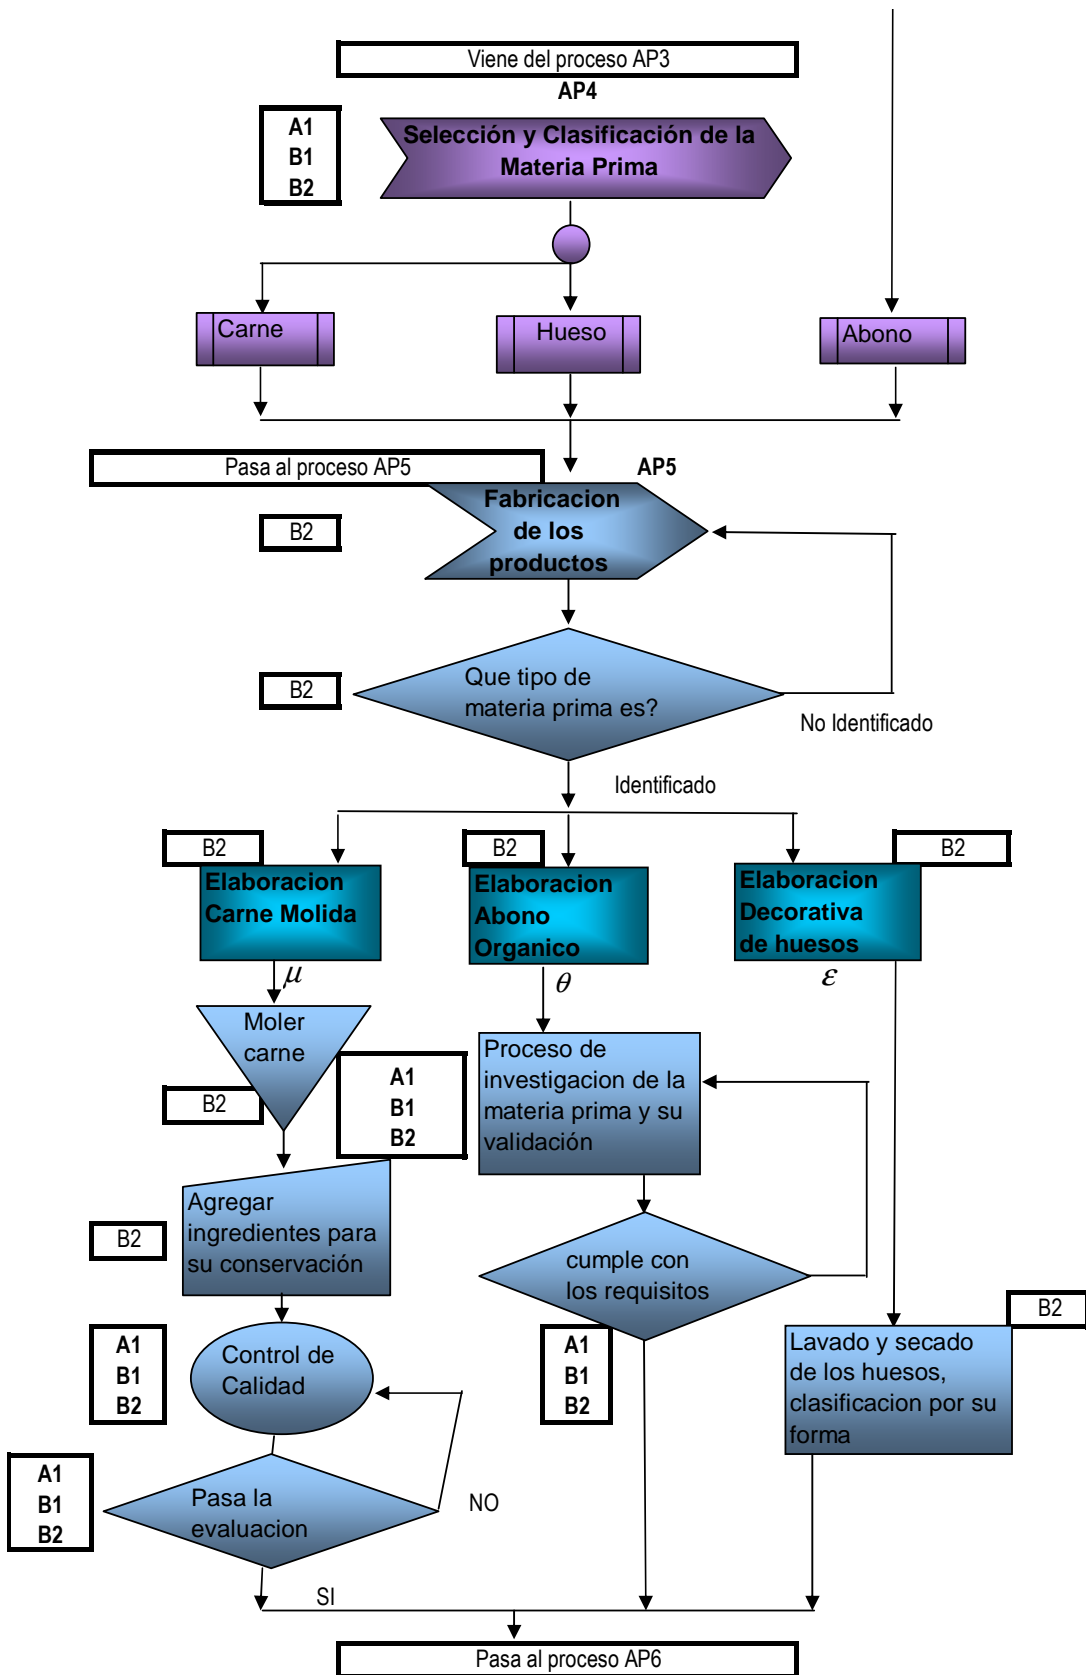 Viene del proceso AP3
AP4
A1
B1
B2
Selección y Clasificación de la
Materia Prima
Carne
Hueso
Abono
Pasa al proceso AP5
AP5
B2
Fabricacion
de los
productos
B2
Que tipo de
materia prima es?
No Identificado
Identificado
B2
B2
B2
Elaboracion
Carne Molida
Elaboracion
Abono
Organico
Elaboracion
Decorativa
de huesos
μ
θ
ε
Moler
carne
B2
A1
B1
B2
Proceso de
investigacion de la
materia prima y su
validación
Agregar
ingredientes para
su conservación
B2
cumple con
los requisitos
A1
B1
B2
B2
Lavado y secado
de los huesos,
clasificacion por su
forma
A1
B1
B2
Control de
Calidad
A1
B1
B2
Pasa la
evaluacion
NO
SI
Pasa al proceso AP6